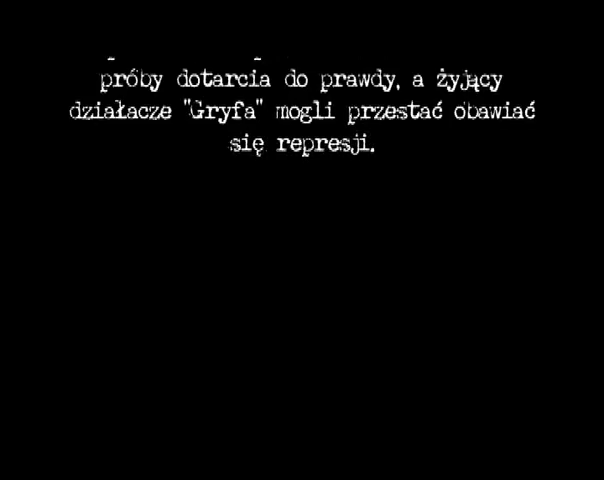 próby dotarcia do prawdy, a żyjący
działacze "Gryfa" mogli przestać obawiać
się represji.